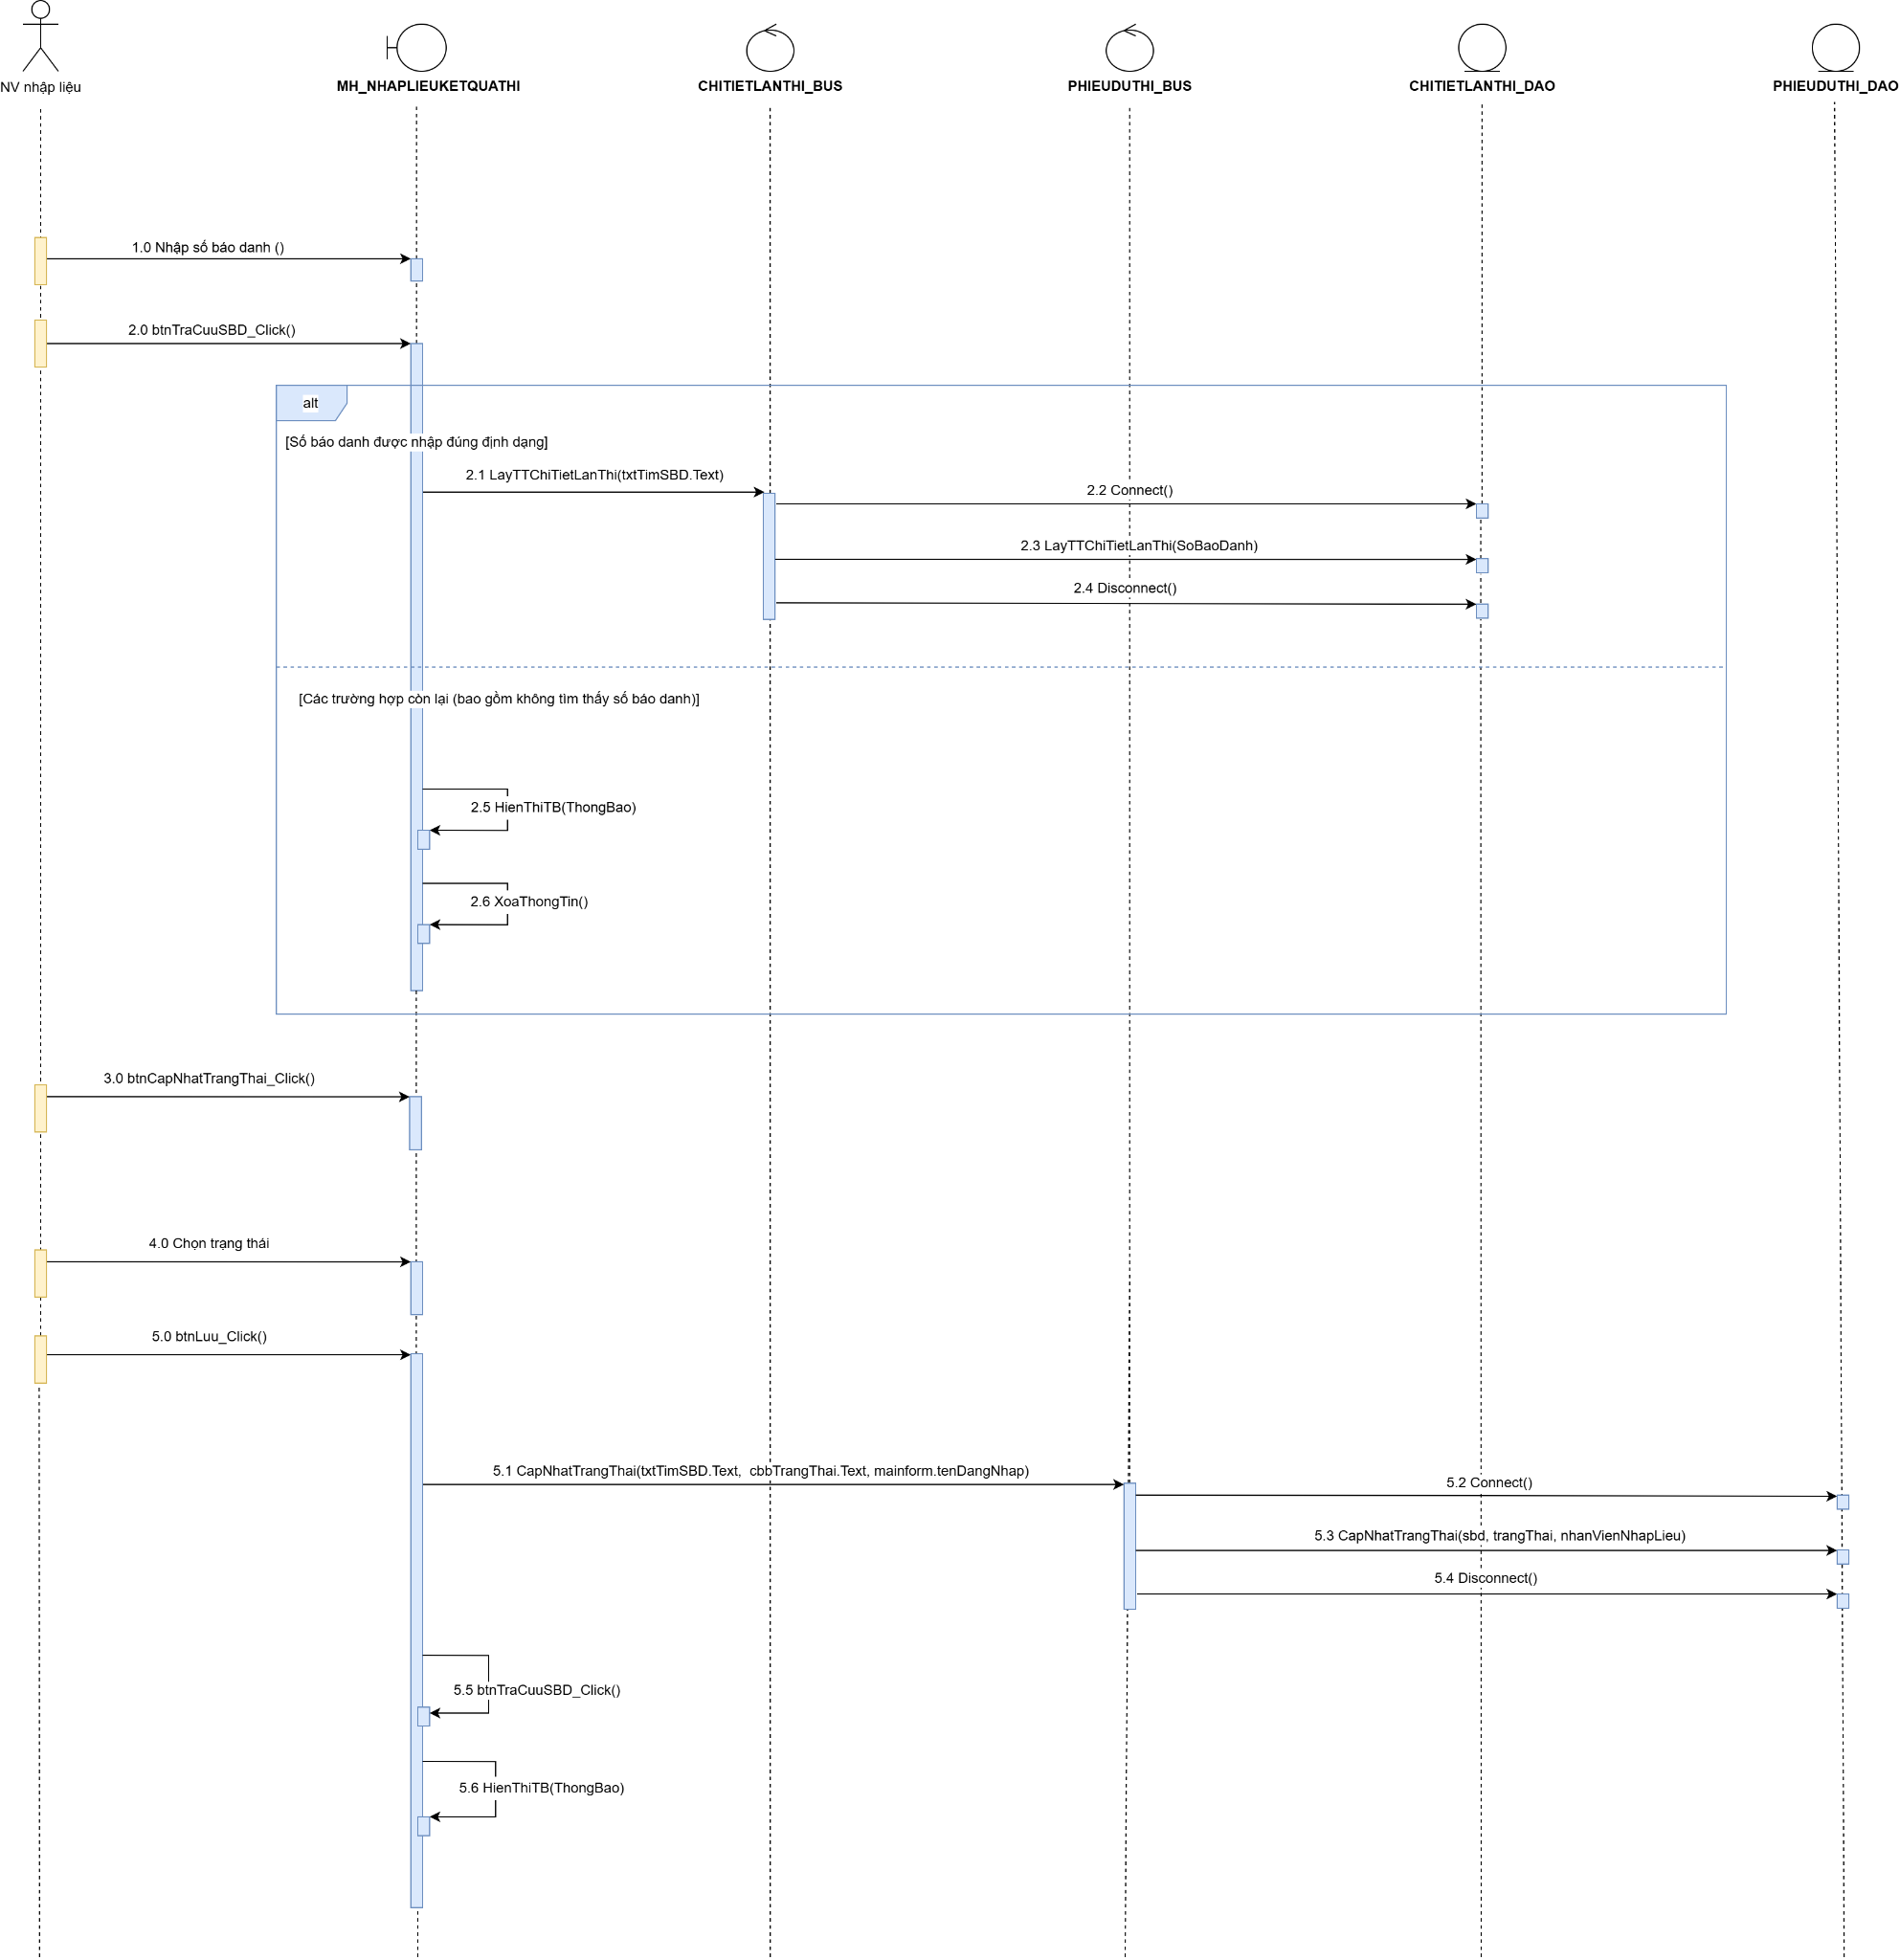 NV nhập liệu
MH_NHAPLIEUKETQUATHI
CHITIETLANTHI_BUS
PHIEUDUTHI_BUS
CHITIETLANTHI_DAO
PHIEUDUTHI_DAO
1.0 Nhập số báo danh ()
2.0 btnTraCuuSBD_Click()
alt
[Số báo danh được nhập đúng định dạng]
2.1 LayTTChiTietLanThi(txtTimSBD.Text)
2.2 Connect()
2.3 LayTTChiTietLanThi(SoBaoDanh)
2.4 Disconnect()
[Các trường hợp còn lại (bao gồm không tìm thấy số báo danh)]
2.5 HienThiTB(ThongBao)
2.6 XoaThongTin()
3.0 btnCapNhatTrangThai_Click()
4.0 Chọn trạng thái
5.0 btnLuu_Click()
5.1 CapNhatTrangThai(txtTimSBD.Text,  cbbTrangThai.Text, mainform.tenDangNhap)
5.2 Connect()
5.3 CapNhatTrangThai(sbd, trangThai, nhanVienNhapLieu)
5.4 Disconnect()
5.5 btnTraCuuSBD_Click()
5.6 HienThiTB(ThongBao)